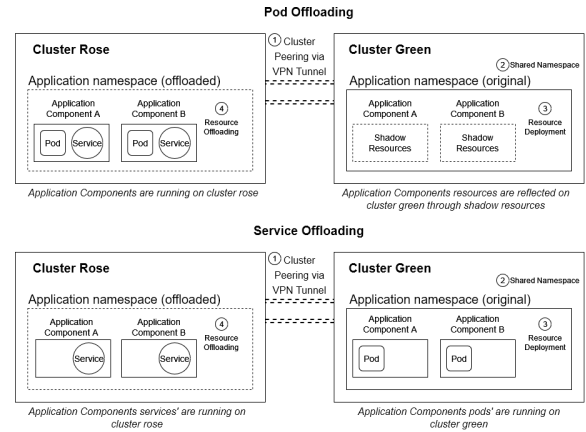 Pod Offloading
Cluster Rose
1 Cluster
Peering via
VPN Tunnel
Cluster Green
2 Shared Namespace
Application namespace (offloaded)
Application namespace (original)
Application
Component A
Application
Component B
4
Resource
Offloading
Pod
Service
Pod
Service
Application
Component A
Application
Component B
3
Resource
Deployment
Shadow
Resources
Shadow
Resources
Application Components are running on cluster rose
Application Components resources are reflected on
cluster green through shadow resources
Service Offloading
Cluster Rose
1 Cluster
Peering via
VPN Tunnel
Cluster Green
2 Shared Namespace
Application namespace (offloaded)
Application namespace (original)
Application
Component A
Application
Component B
4
Resource
Offloading
Service
Service
Application
Component A
Application
Component B
3
Resource
Deployment
Pod
Pod
Application Components services' are running on
cluster rose
Application Components pods' are running on
cluster green